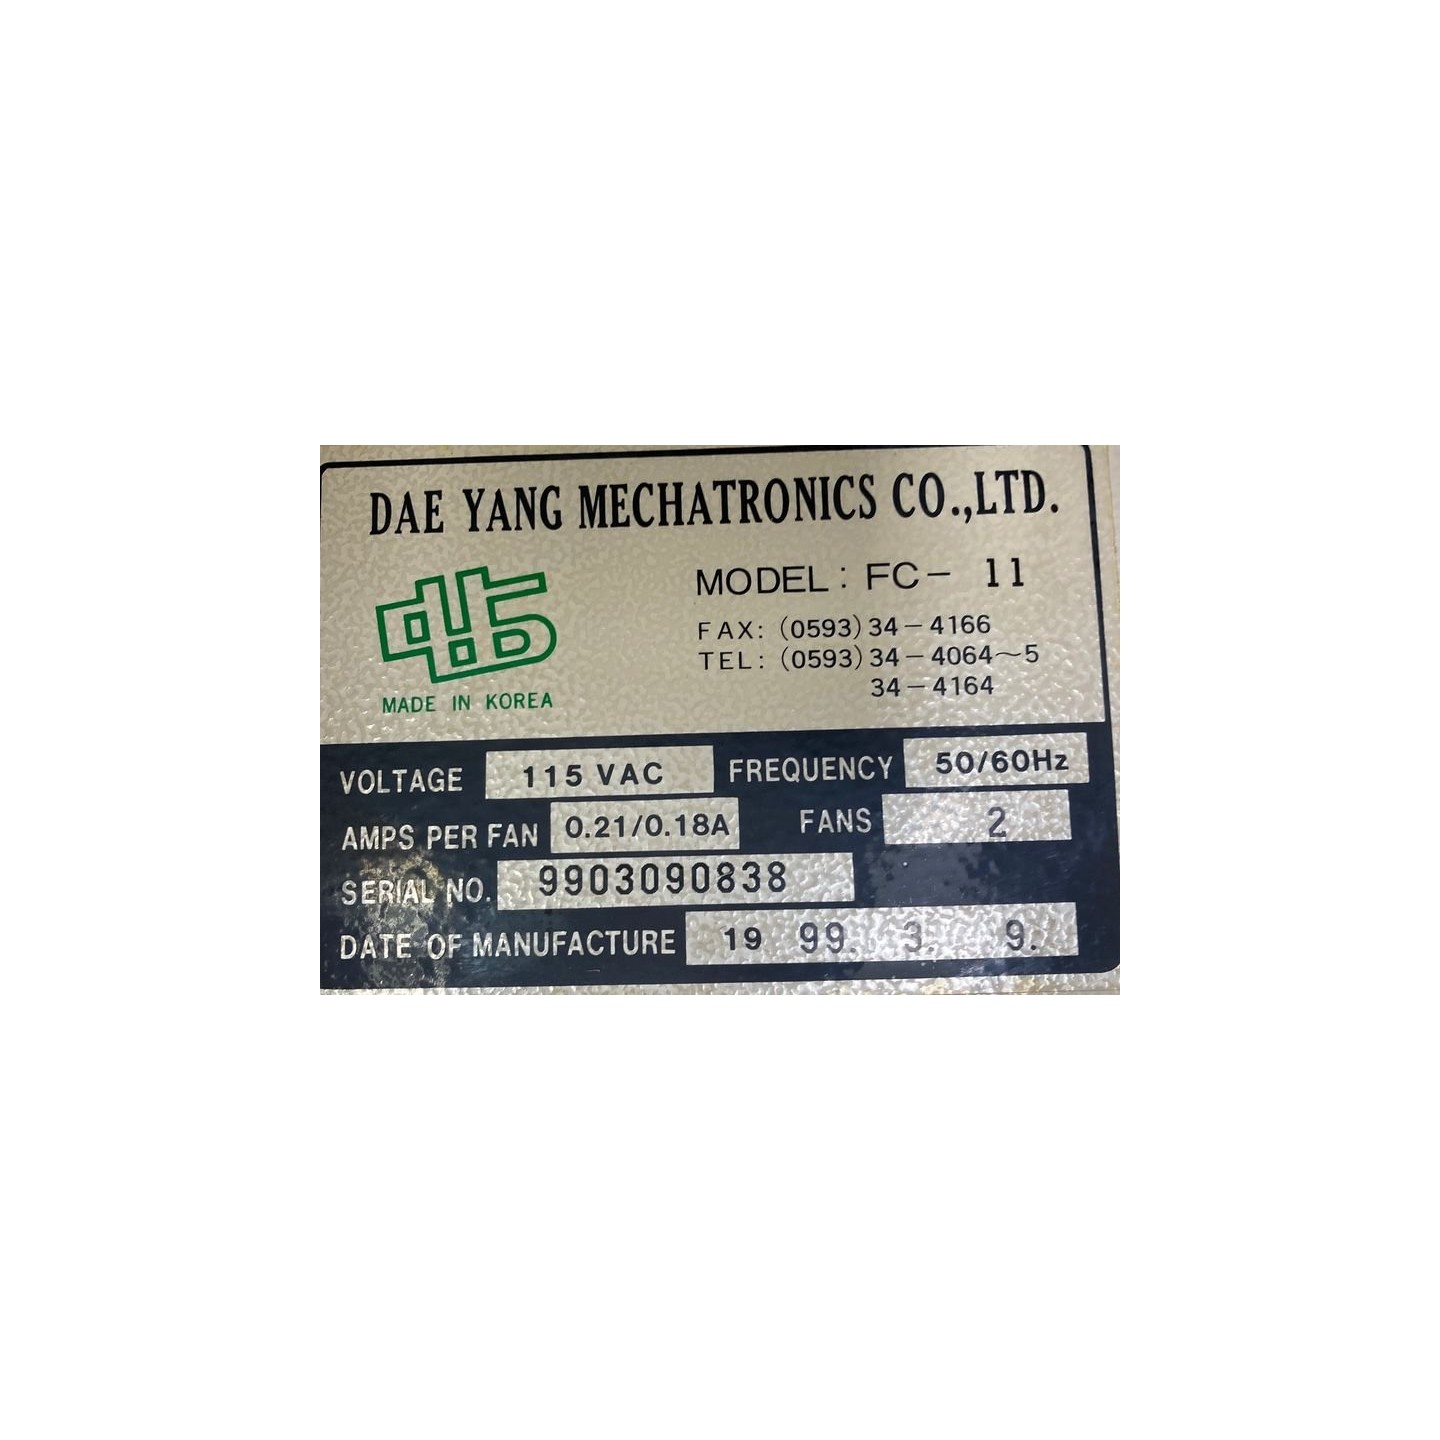 DAE YANG MECHATRONICS CO.,LTD.
MODEL: FC- 11
FAX: (0593)34-4166
TEL: (0593)34-4064~5
34-4164
MADE IN KOREA
VOLTAGE 115 VAC FREQUENCY 50/60Hz
AMPS PER FAN 0.21/0.18A FANS 2
SERIAL NO. 9903090838
DATE OF MANUFACTURE 19 99. 3. 9.